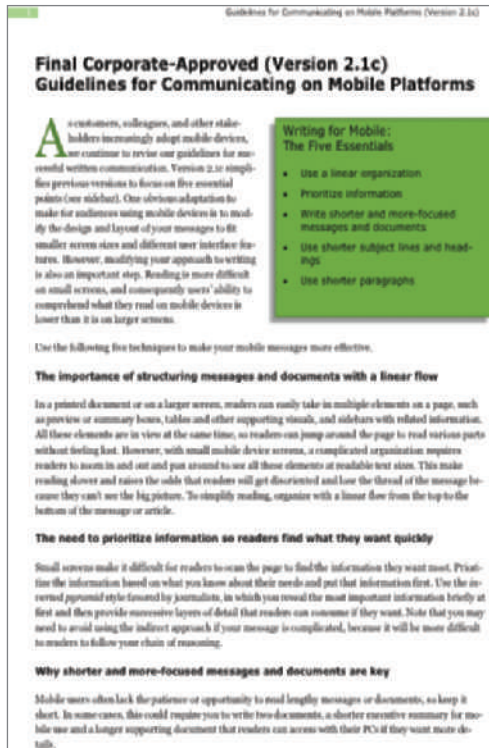 1
Guidelines for Communicating on Mobile Platforms (Version 2.1c)
Final Corporate-Approved (Version 2.1c)
Guidelines for Communicating on Mobile Platforms
As customers, colleagues, and other stake-
holders increasingly adopt mobile devices,
we continue to revise our guidelines for suc-
cessful written communication. Version 2.1c simpli-
fies previous versions to focus on five essential
points (see sidebar). One obvious adaptation to
make for audiences using mobile devices is to mod-
ify the design and layout of your messages to fit
smaller screen sizes and different user interface fea-
tures. However, modifying your approach to writing
is also an important step. Reading is more difficult
on small screens, and consequently users' ability to
comprehend what they read on mobile devices is
lower than it is on larger screens.
Writing for Mobile:
The Five Essentials
• Use a linear organization
• Prioritize information
• Write shorter and more-focused
messages and documents
• Use shorter subject lines and head-
ings
• Use shorter paragraphs
Use the following five techniques to make your mobile messages more effective.
The importance of structuring messages and documents with a linear flow
In a printed document or on a larger screen, readers can easily take in multiple elements on a page, such
as preview or summary boxes, tables and other supporting visuals, and sidebars with related information.
All these elements are in view at the same time, so readers can jump around the page to read various parts
without feeling lost. However, with small mobile device screens, a complicated organization requires
readers to zoom in and out and pan around to see all these elements at readable text sizes. This make
reading slower and raises the odds that readers will get disoriented and lose the thread of the message be-
cause they can't see the big picture. To simplify reading, organize with a linear flow from the top to the
bottom of the message or article.
The need to prioritize information so readers find what they want quickly
Small screens make it difficult for readers to scan the page to find the information they want most. Priori-
tize the information based on what you know about their needs and put that information first. Use the in-
verted pyramid style favored by journalists, in which you reveal the most important information briefly at
first and then provide successive layers of detail that readers can consume if they want. Note that you may
need to avoid using the indirect approach if your message is complicated, because it will be more difficult
to readers to follow your chain of reasoning.
Why shorter and more-focused messages and documents are key
Mobile users often lack the patience or opportunity to read lengthy messages or documents, so keep it
short. In some cases, this could require you to write two documents, a shorter executive summary for mo-
bile use and a longer supporting document that readers can access with their PCs if they want more de-
tails.